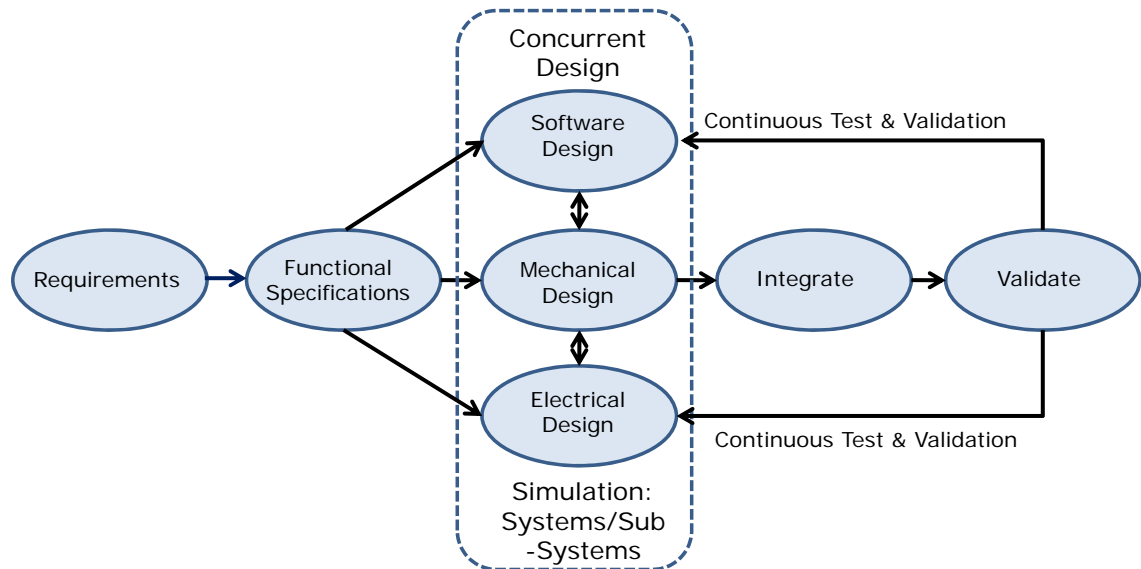 Concurrent
Design
Software
Design
Continuous Test & Validation
Requirements
Functional
Specifications
Mechanical
Design
Integrate
Validate
Electrical
Design
Continuous Test & Validation
Simulation:
Systems/Sub
-Systems